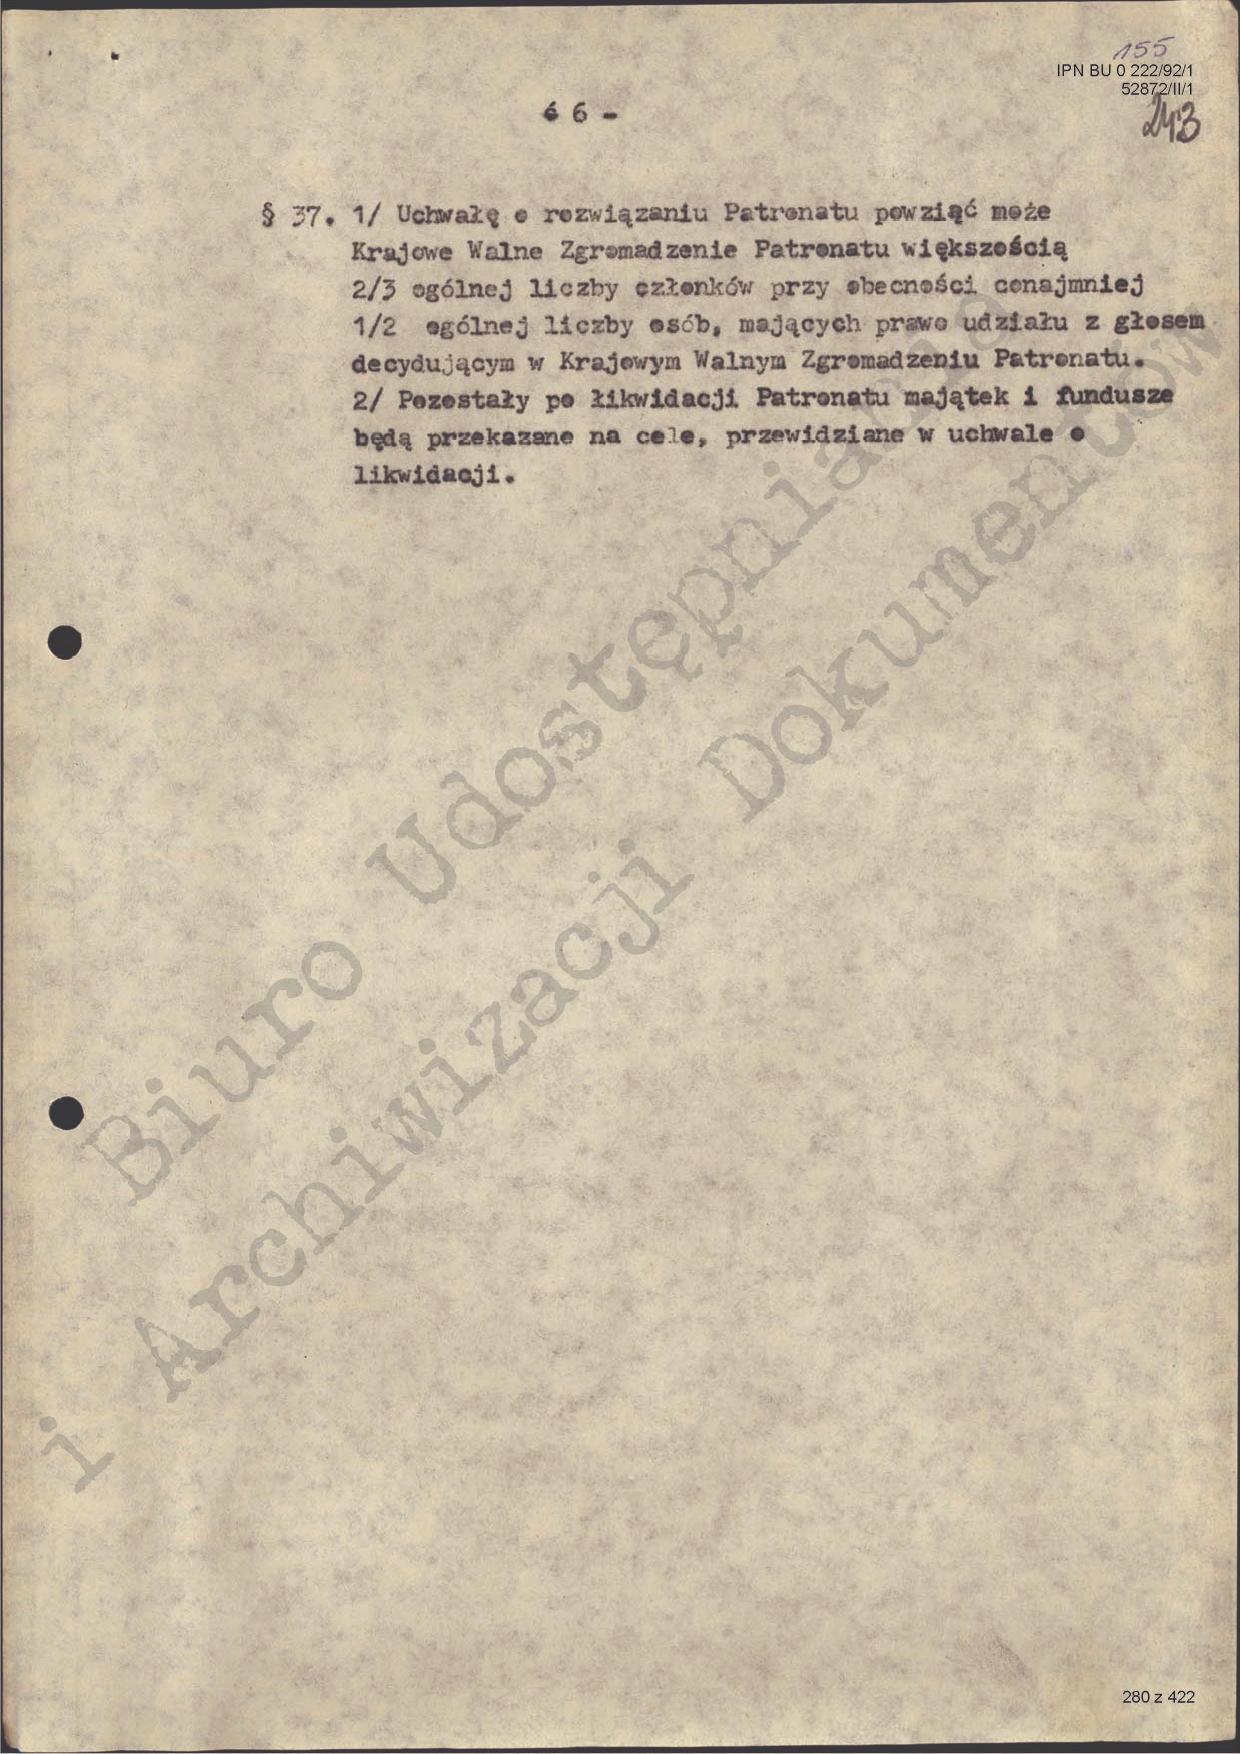 155
IPN BU 0 222/92/1
52872/II/1
243
6 6 -
§ 37. 1/ Uchwałę o rozwiązaniu Patronatu powziąć może
Krajowe Walne Zgromadzenie Patronatu większością
2/3 ogólnej liczby członków przy obecności conajmniej
1/2 ogólnej liczby osób, mających prawo udziału z głosem
decydującym w Krajowym Walnym Zgromadzeniu Patronatu.
2/ Pozostały po likwidacji Patronatu majątek i fundusze
będą przekazane na cele, przewidziane w uchwale o
likwidacji.
Biuro Udostępniania
i Archiwizacji Dokumentów
280 z 422